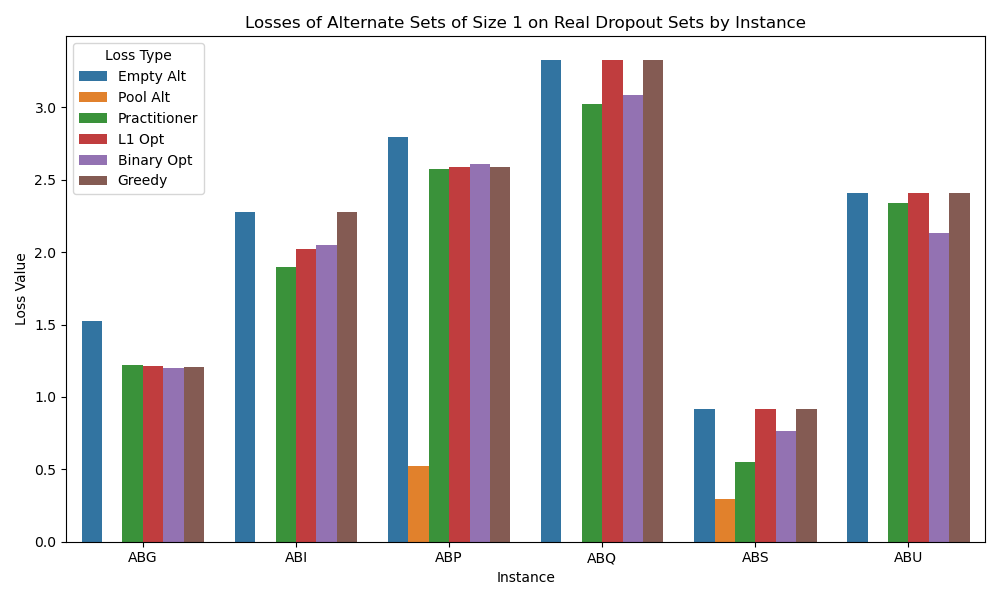 Losses of Alternate Sets of Size 1 on Real Dropout Sets by Instance
Loss Type
Empty Alt
Pool Alt
Practitioner
L1 Opt
Binary Opt
Greedy
Loss Value
3.0
2.5
2.0
1.5
1.0
0.5
0.0
ABG ABI ABP ABQ ABS ABU
Instance